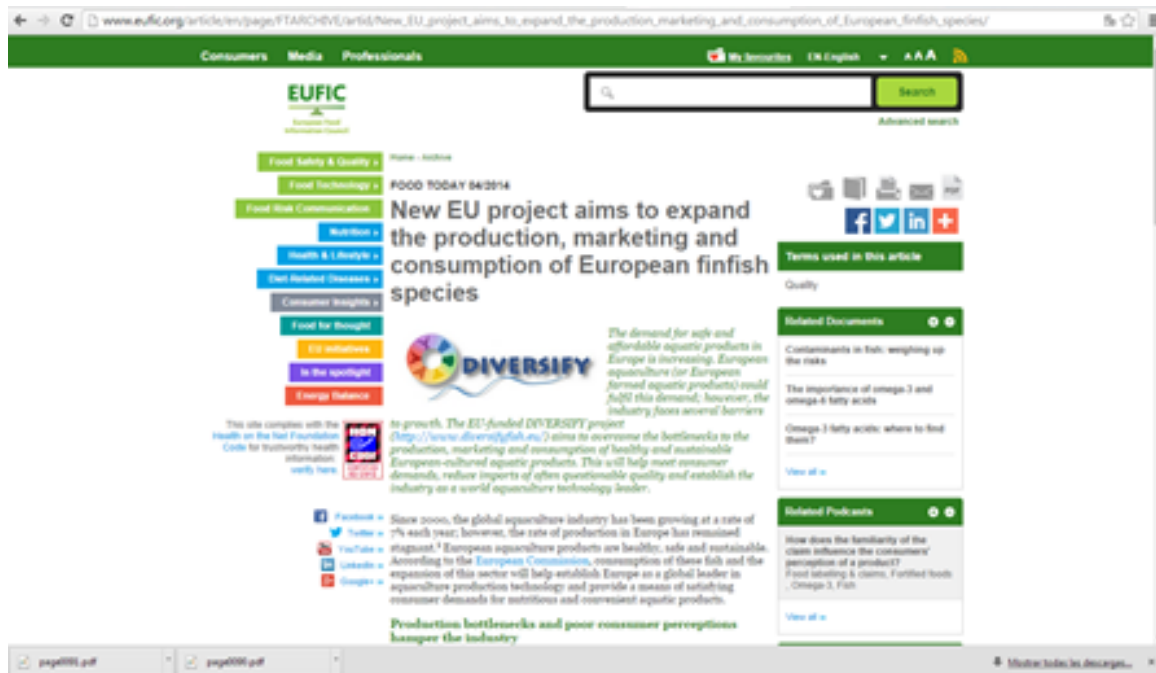 www.eufic.org/article/en/page/FTARCHIVE/artid/New_EU_project_aims_to_expand_the_production_marketing_and_consumption_of_European_finfish_species/
Consumers Media Professionals
My favourites EN-English A A A
EUFIC
European Food
Information Council
Search
Advanced search
Food Safety & Quality »
Food Technology »
Food Risk Communication
Nutrition »
Health & Lifestyle »
Diet-Related Diseases »
Consumer Insights »
Food for thought
EU initiatives
In the spotlight
Energy Balance
This site complies with the
Health on the Net Foundation
Code for trustworthy health
information:
verify here.
HON
CODE
Facebook »
Twitter »
YouTube »
LinkedIn »
Google+ »
Home - Archive
FOOD TODAY 04/2014
New EU project aims to expand
the production, marketing and
consumption of European finfish
species
DIVERSIFY
The demand for safe and
affordable aquatic products in
Europe is increasing. European
aquaculture (or European
farmed aquatic products) could
fulfil this demand; however, the
industry faces several barriers
to growth. The EU-funded DIVERSIFY project
(http://www.diversifyfish.eu/) aims to overcome the bottlenecks to the
production, marketing and consumption of healthy and sustainable
European-cultured aquatic products. This will help meet consumer
demands, reduce imports of often questionable quality and establish the
industry as a world aquaculture technology leader.
Since 2000, the global aquaculture industry has been growing at a rate of
7% each year; however, the rate of production in Europe has remained
stagnant.¹ European aquaculture products are healthy, safe and sustainable.
According to the European Commission, consumption of these fish and the
expansion of this sector will help establish Europe as a global leader in
aquaculture production technology and provide a means of satisfying
consumer demands for nutritious and convenient aquatic products.
Production bottlenecks and poor consumer perceptions
hamper the industry
PDF
f in +
Terms used in this article
Quality
Related Documents
Contaminants in fish: weighing up
the risks
The importance of omega-3 and
omega-6 fatty acids
Omega-3 fatty acids: where to find
them?
View all »
Related Podcasts
How does the familiarity of the
claim influence the consumers'
perception of a product?
Food labelling & claims, Fortified foods
, Omega-3, Fish
View all »
page0091.pdf
page0090.pdf
Mostrar todas las descargas...